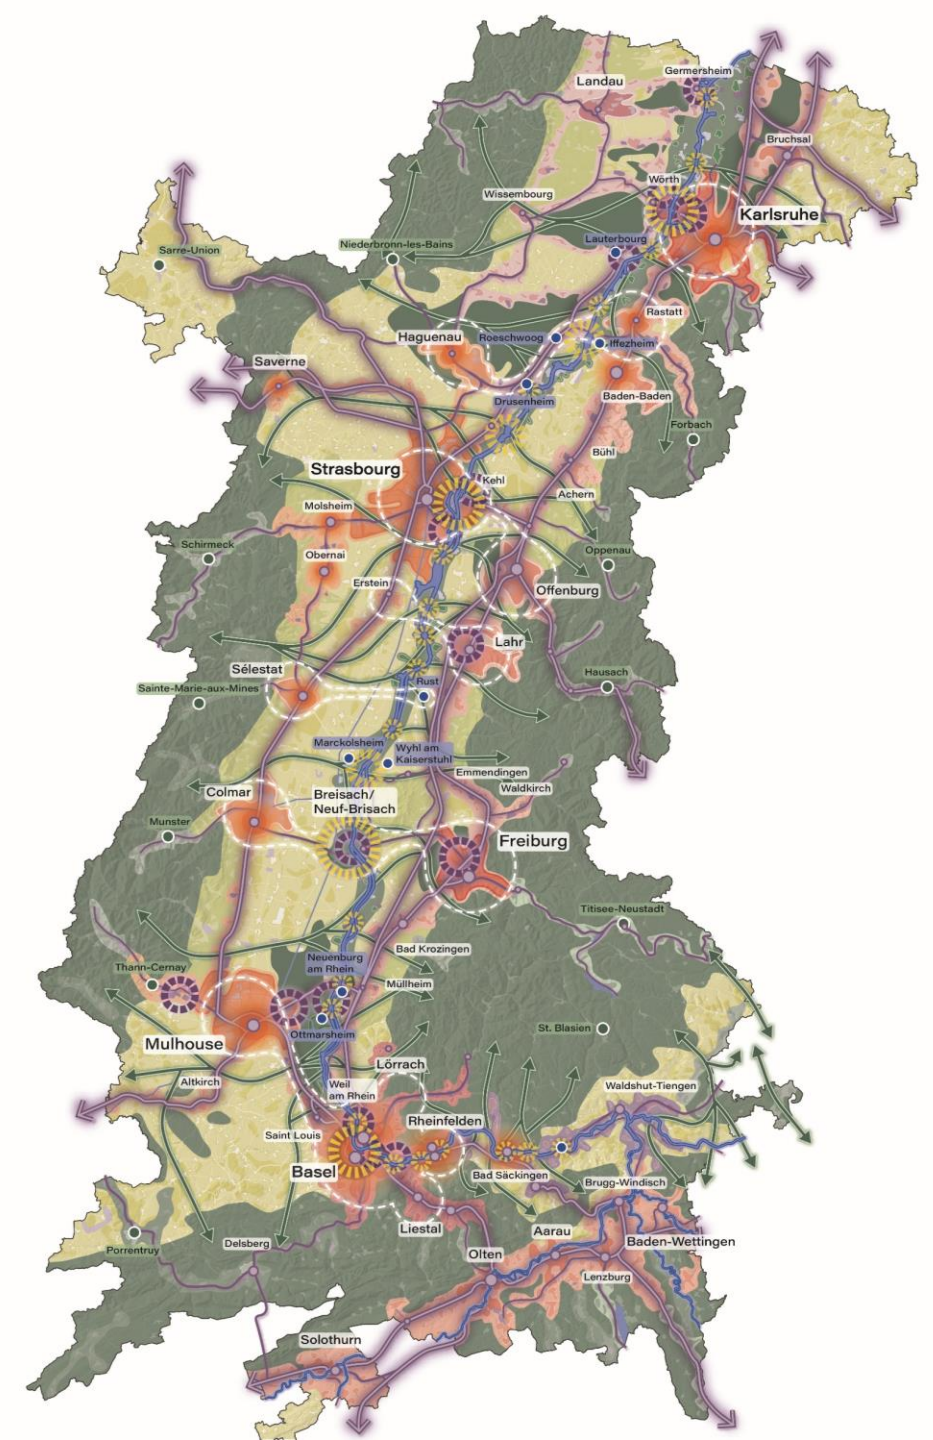 Landau
Germersheim
Bruchsal
Wörth
Wissembourg
Karlsruhe
Lauterbourg
Niederbronn-les-Bains
Sarre-Union
Rastatt
Haguenau
Roeschwoog
Iffezheim
Saverne
Baden-Baden
Drusenheim
Forbach
Bühl
Strasbourg
Kehl
Achern
Molsheim
Schirmeck
Oppenau
Obernai
Erstein
Offenburg
Lahr
Sélestat
Hausach
Rust
Sainte-Marie-aux-Mines
Marckolsheim
Wyhl am
Kaiserstuhl
Emmendingen
Waldkirch
Colmar
Breisach/
Neuf-Brisach
Munster
Freiburg
Titisee-Neustadt
Bad Krozingen
Neuenburg
am Rhein
Thann-Cernay
Müllheim
St. Blasien
Ottmarsheim
Mulhouse
Lörrach
Altkirch
Weil
am Rhein
Waldshut-Tiengen
Rheinfelden
Saint Louis
Basel
Bad Säckingen
Brugg-Windisch
Liestal
Aarau
Baden-Wettingen
Delsberg
Porrentruy
Olten
Lenzburg
Solothurn